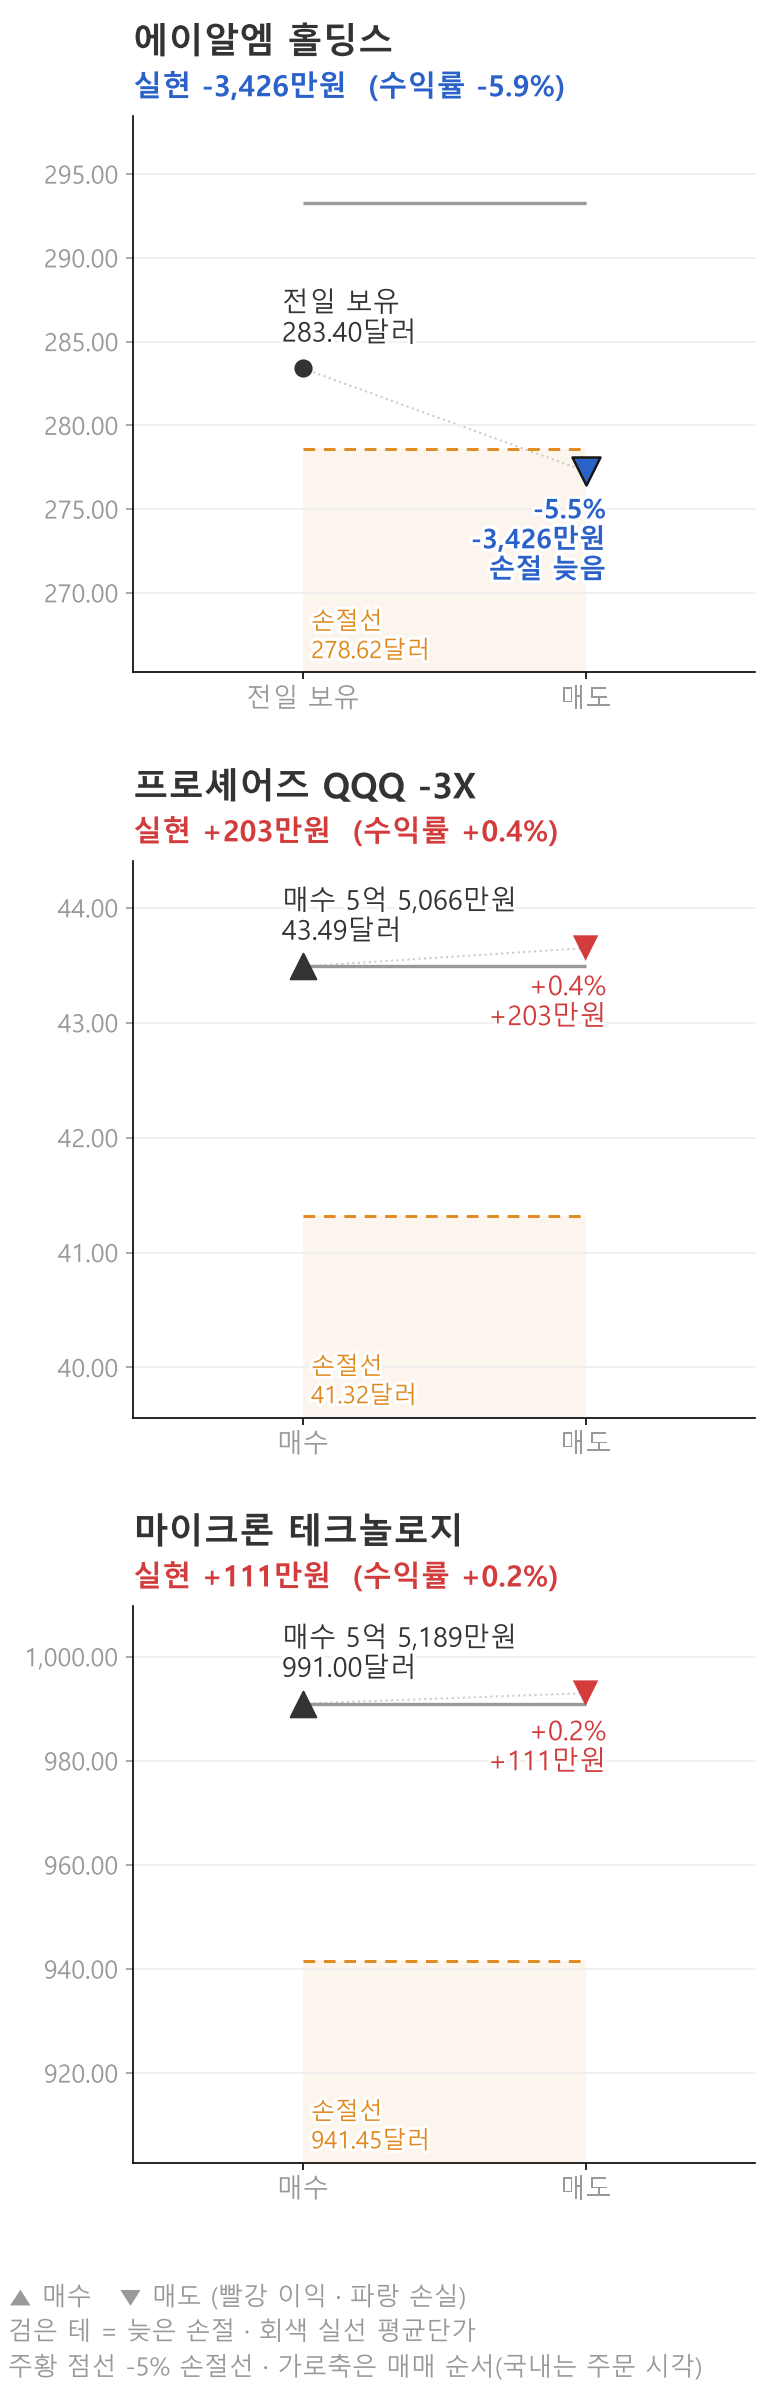 에이알엠 홀딩스
실현 -3,426만원 (수익률 -5.9%)
295.00
290.00
전일 보유
283.40달러
285.00
280.00
275.00
-5.5%
-3,426만원
손절 늦음
270.00
손절선
278.62달러
전일 보유 매도
프로셰어즈 QQQ -3X
실현 +203만원 (수익률 +0.4%)
매수 5억 5,066만원
44.00
43.49달러
+0.4%
+203만원
43.00
42.00
41.00
40.00
손절선
41.32달러
매수 매도
마이크론 테크놀로지
실현 +111만원 (수익률 +0.2%)
매수 5억 5,189만원
1,000.00
991.00달러
+0.2%
+111만원
980.00
960.00
940.00
920.00
손절선
941.45달러
매수 매도
▲ 매수 ▼ 매도 (빨강 이익 · 파랑 손실)
검은 테 = 늦은 손절 · 회색 실선 평균단가
주황 점선 -5% 손절선 · 가로축은 매매 순서(국내는 주문 시각)